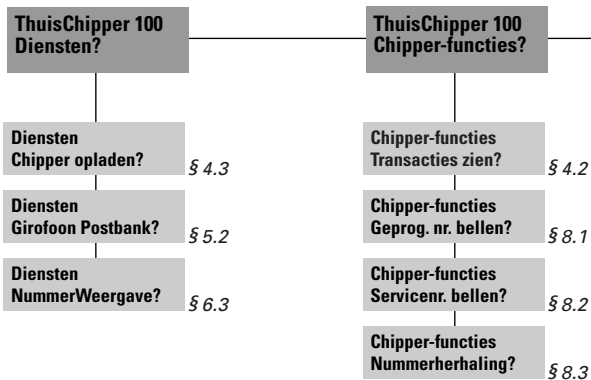 ThuisChipper 100
Diensten?
Diensten
Chipper opladen?
§ 4.3
Diensten
Girofoon Postbank?
§ 5.2
Diensten
NummerWeergave?
§ 6.3
ThuisChipper 100
Chipper-functies?
Chipper-functies
Transacties zien?
§ 4.2
Chipper-functies
Geprog. nr. bellen?
§ 8.1
Chipper-functies
Servicenr. bellen?
§ 8.2
Chipper-functies
Nummerherhaling?
§ 8.3